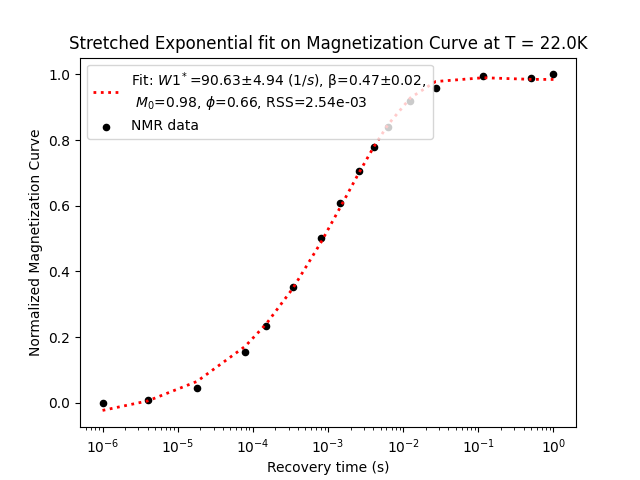 Stretched Exponential fit on Magnetization Curve at T = 22.0K
Fit: W1*=90.63±4.94 (1/s), β=0.47±0.02,
M₀=0.98, ϕ=0.66, RSS=2.54e-03
NMR data
Normalized Magnetization Curve
1.0
0.8
0.6
0.4
0.2
0.0
10⁻⁶ 10⁻⁵ 10⁻⁴ 10⁻³ 10⁻² 10⁻¹ 10⁰
Recovery time (s)